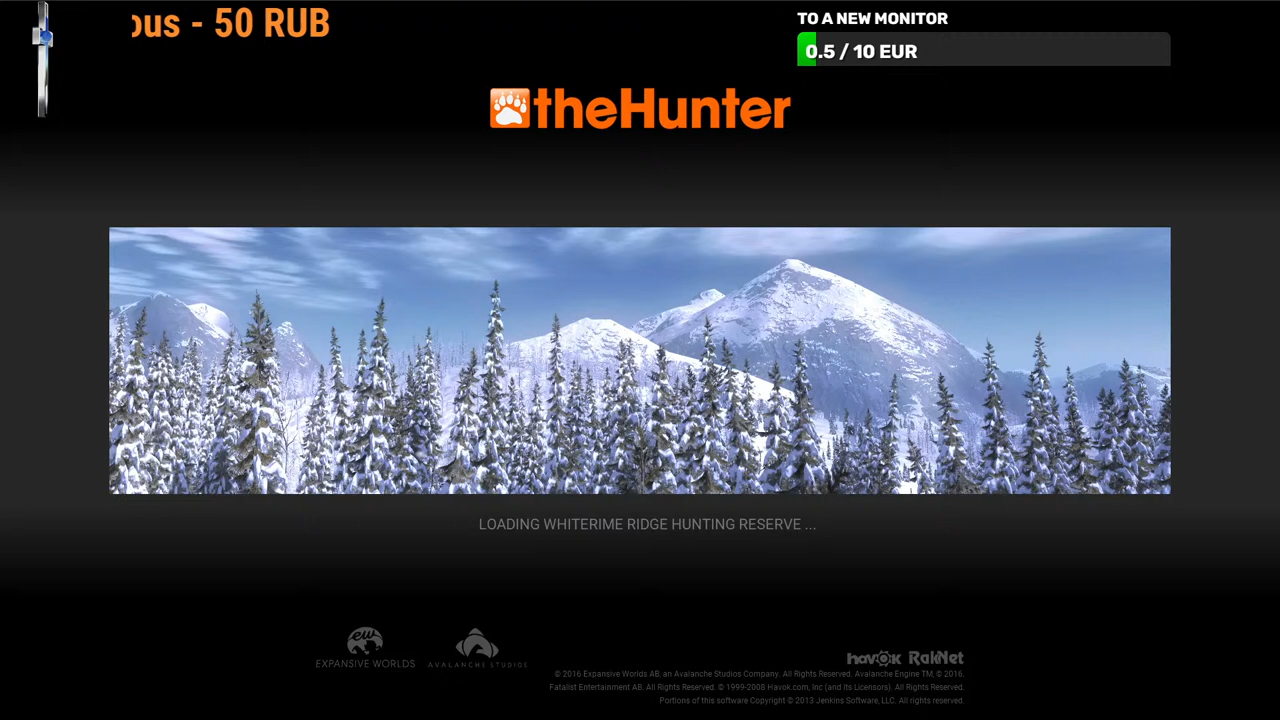 - 50 RUB
TO A NEW MONITOR
0.5 / 10 EUR
theHunter
LOADING WHITERIME RIDGE HUNTING RESERVE ...
ew
EXPANSIVE WORLDS
AVALANCHE STUDIOS
havok RakNet
© 2016 Expansive Worlds AB, an Avalanche Studios Company. All Rights Reserved. Avalanche Engine TM, © 2016.
Fatalist Entertainment AB. All Rights Reserved. © 1999-2008 Havok.com, Inc (and its Licensors). All Rights Reserved.
Portions of this software Copyright © 2013 Jenkins Software, LLC. All rights reserved.